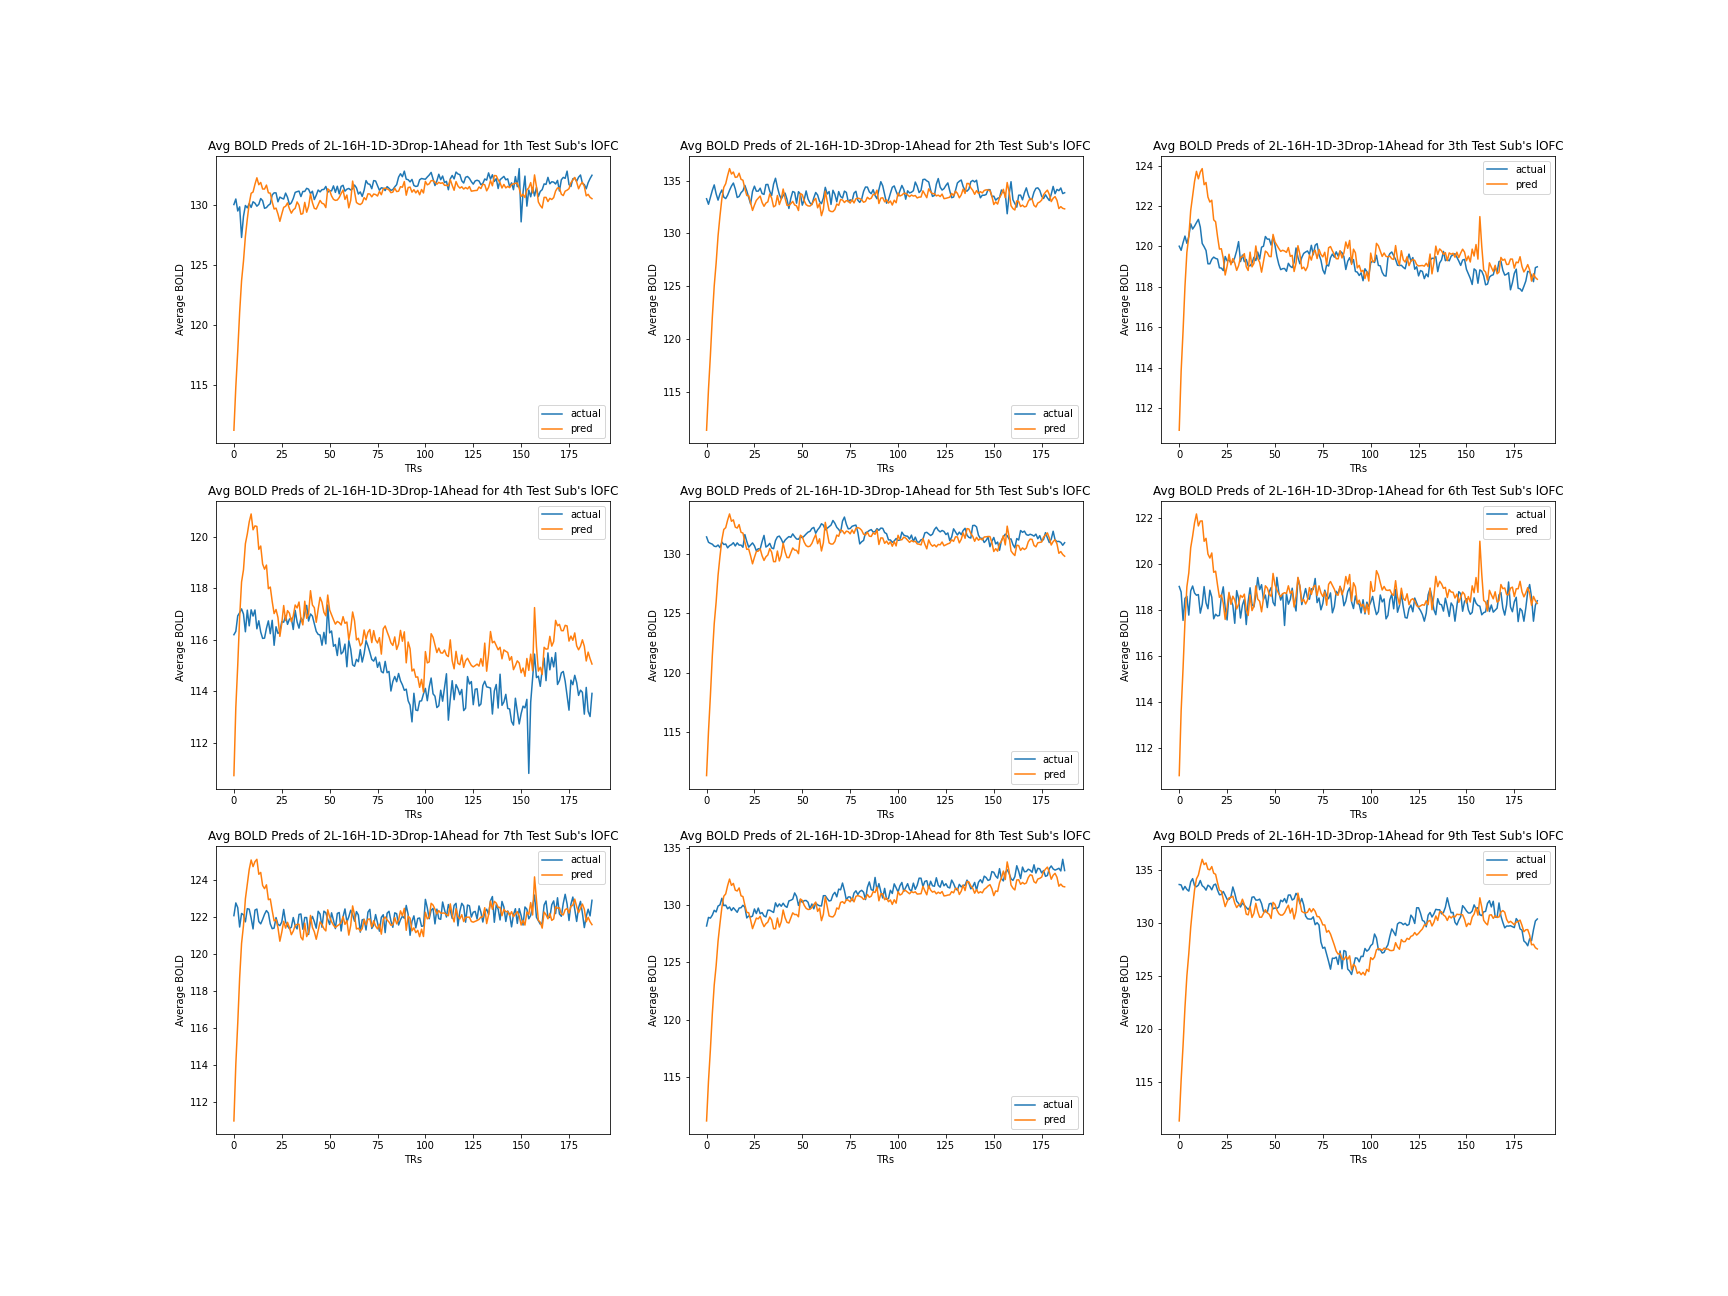 Avg BOLD Preds of 2L-16H-1D-3Drop-1Ahead for 1th Test Sub's lOFC
Average BOLD
130
125
120
115
actual
pred
0 25 50 75 100 125 150 175
TRs
Avg BOLD Preds of 2L-16H-1D-3Drop-1Ahead for 2th Test Sub's lOFC
Average BOLD
135
130
125
120
115
actual
pred
0 25 50 75 100 125 150 175
TRs
Avg BOLD Preds of 2L-16H-1D-3Drop-1Ahead for 3th Test Sub's lOFC
Average BOLD
124
122
120
118
116
114
112
actual
pred
0 25 50 75 100 125 150 175
TRs
Avg BOLD Preds of 2L-16H-1D-3Drop-1Ahead for 4th Test Sub's lOFC
Average BOLD
120
118
116
114
112
actual
pred
0 25 50 75 100 125 150 175
TRs
Avg BOLD Preds of 2L-16H-1D-3Drop-1Ahead for 5th Test Sub's lOFC
Average BOLD
130
125
120
115
actual
pred
0 25 50 75 100 125 150 175
TRs
Avg BOLD Preds of 2L-16H-1D-3Drop-1Ahead for 6th Test Sub's lOFC
Average BOLD
122
120
118
116
114
112
actual
pred
0 25 50 75 100 125 150 175
TRs
Avg BOLD Preds of 2L-16H-1D-3Drop-1Ahead for 7th Test Sub's lOFC
Average BOLD
124
122
120
118
116
114
112
actual
pred
0 25 50 75 100 125 150 175
TRs
Avg BOLD Preds of 2L-16H-1D-3Drop-1Ahead for 8th Test Sub's lOFC
Average BOLD
135
130
125
120
115
actual
pred
0 25 50 75 100 125 150 175
TRs
Avg BOLD Preds of 2L-16H-1D-3Drop-1Ahead for 9th Test Sub's lOFC
Average BOLD
135
130
125
120
115
actual
pred
0 25 50 75 100 125 150 175
TRs